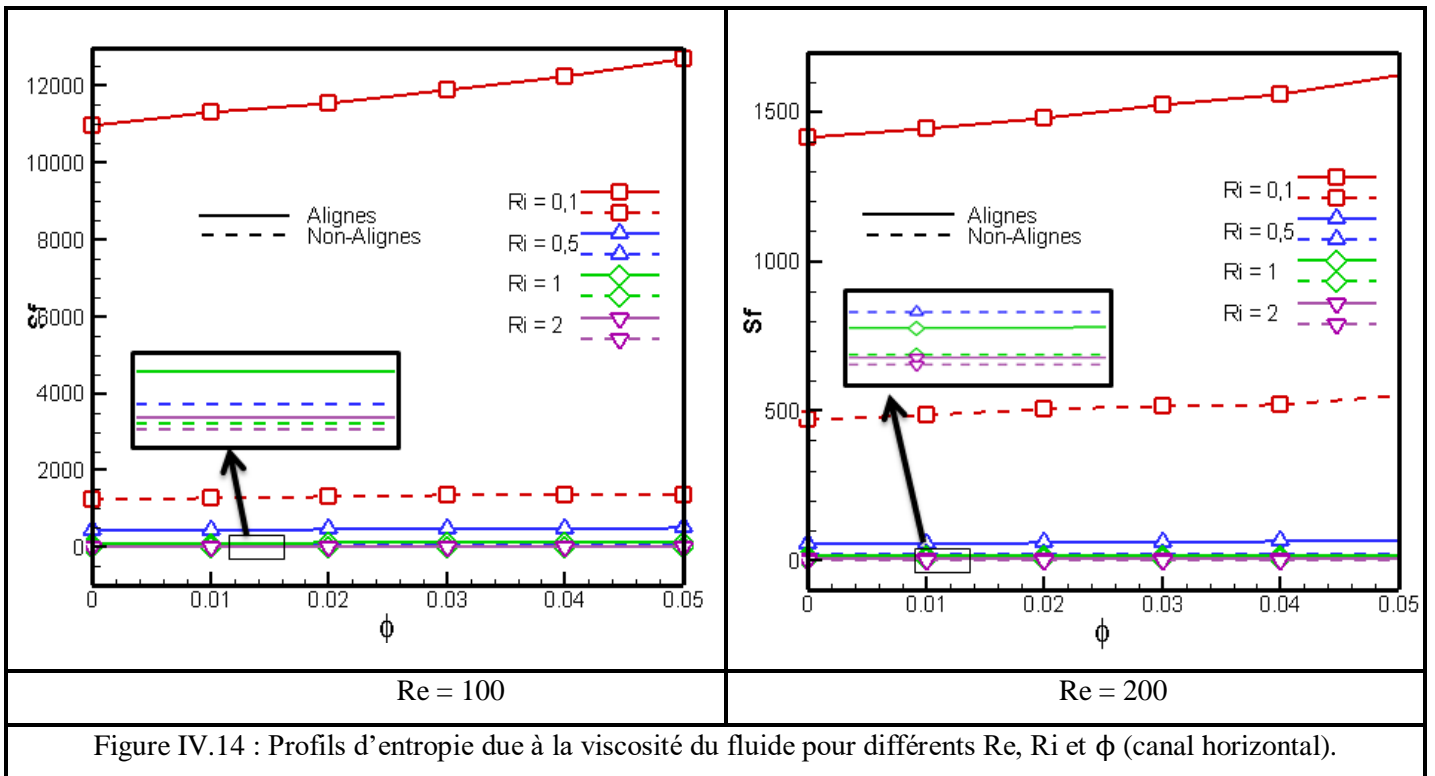 12000
10000
8000
6000
4000
2000
0
Sf
0
0.01
0.02
0.03
0.04
0.05
ϕ
Alignes
Non-Alignes
Ri = 0,1
Ri = 0,5
Ri = 1
Ri = 2
1500
1000
500
0
Sf
0
0.01
0.02
0.03
0.04
0.05
ϕ
Alignes
Non-Alignes
Ri = 0,1
Ri = 0,5
Ri = 1
Ri = 2
Re = 100
Re = 200
Figure IV.14 : Profils d’entropie due à la viscosité du fluide pour différents Re, Ri et ϕ (canal horizontal).